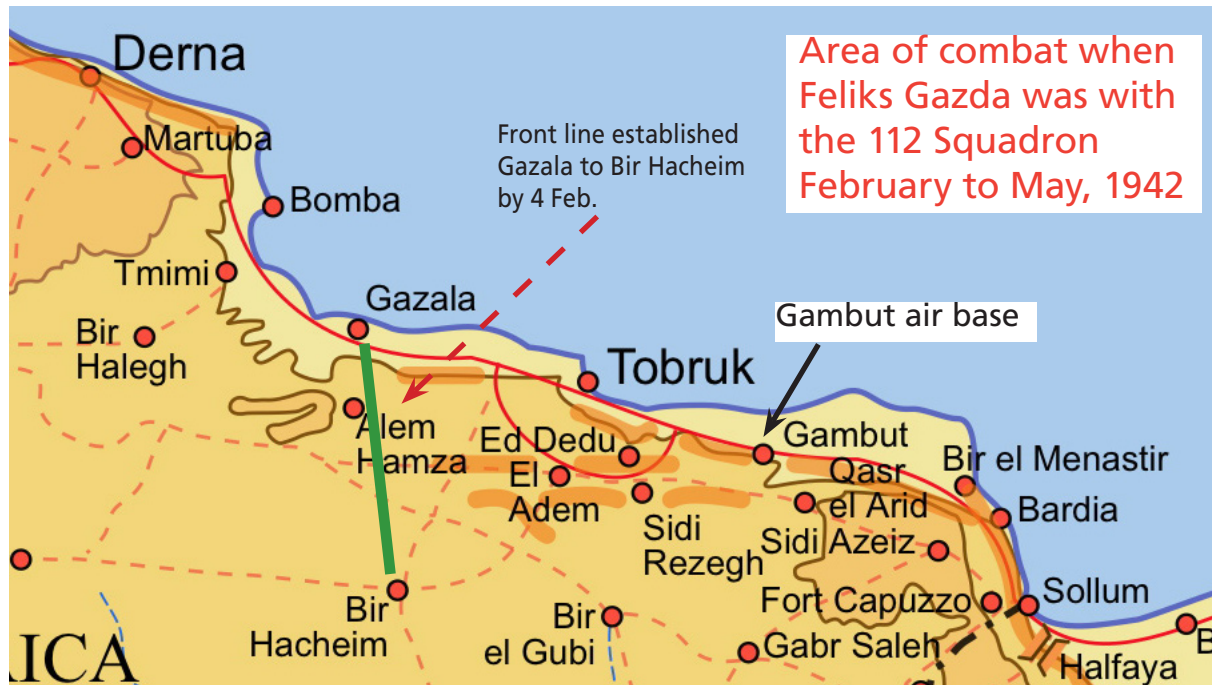 Derna
Area of combat when
Feliks Gazda was with
the 112 Squadron
February to May, 1942
Martuba
Front line established
Gazala to Bir Hacheim
by 4 Feb.
Bomba
Tmimi
Gazala
Gambut air base
Bir
Halegh
Tobruk
Alem
Hamza
Ed Dedu
Gambut
El
Adem
Qasr
el Arid
Bir el Menastir
Bardia
Sidi
Rezegh
Sidi Azeiz
Fort Capuzzo
Sollum
Bir
Hacheim
Bir
el Gubi
Gabr Saleh
Halfaya
B
ICA